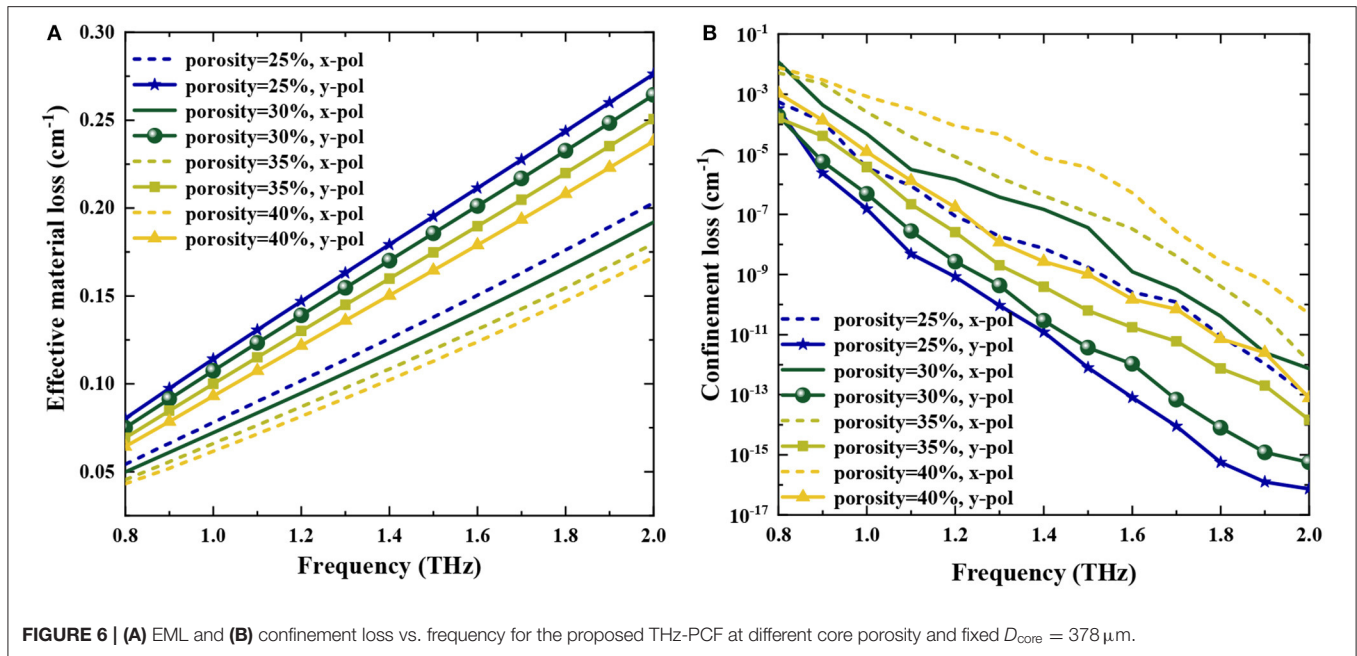 A
Effective material loss (cm⁻¹)
0.30
0.25
0.20
0.15
0.10
0.05
porosity=25%, x-pol
porosity=25%, y-pol
porosity=30%, x-pol
porosity=30%, y-pol
porosity=35%, x-pol
porosity=35%, y-pol
porosity=40%, x-pol
porosity=40%, y-pol
0.8 1.0 1.2 1.4 1.6 1.8 2.0
Frequency (THz)
B
Confinement loss (cm⁻¹)
10⁻¹
10⁻³
10⁻⁵
10⁻⁷
10⁻⁹
10⁻¹¹
10⁻¹³
10⁻¹⁵
10⁻¹⁷
porosity=25%, x-pol
porosity=25%, y-pol
porosity=30%, x-pol
porosity=30%, y-pol
porosity=35%, x-pol
porosity=35%, y-pol
porosity=40%, x-pol
porosity=40%, y-pol
0.8 1.0 1.2 1.4 1.6 1.8 2.0
Frequency (THz)
FIGURE 6 | (A) EML and (B) confinement loss vs. frequency for the proposed THz-PCF at different core porosity and fixed D_core = 378 μm.